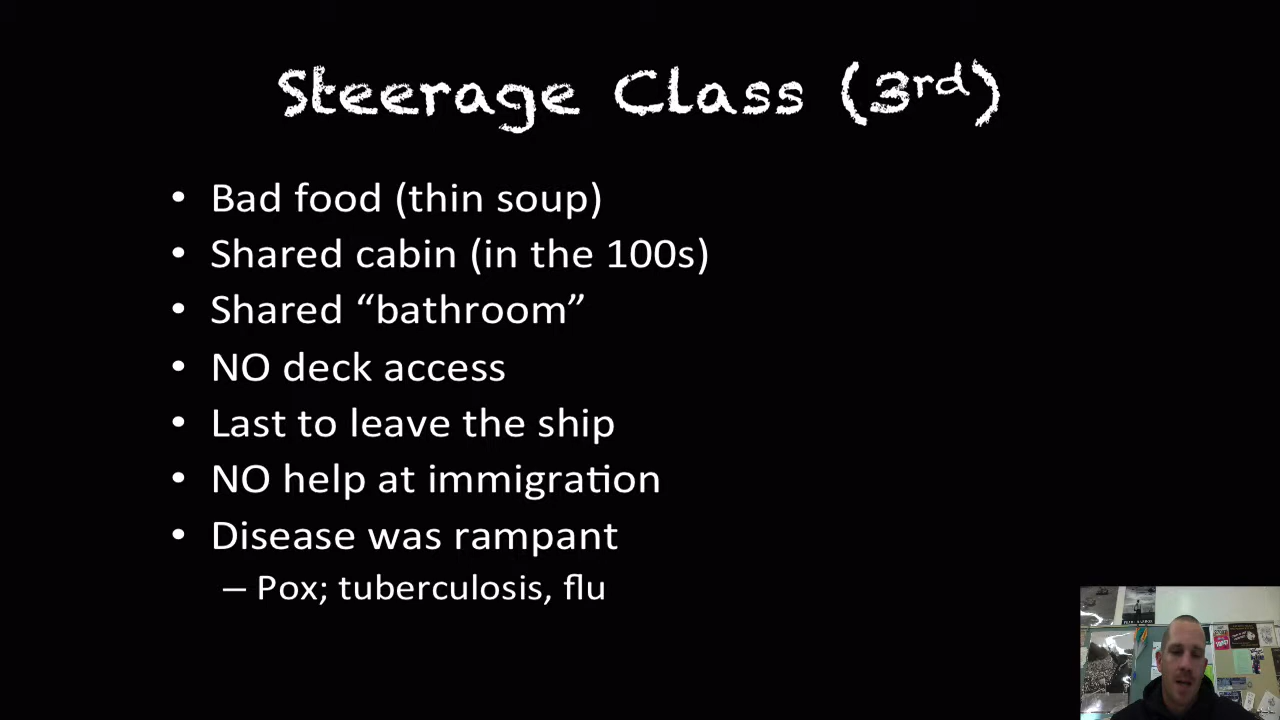 Steerage Class (3rd)
• Bad food (thin soup)
• Shared cabin (in the 100s)
• Shared “bathroom”
• NO deck access
• Last to leave the ship
• NO help at immigration
• Disease was rampant
– Pox; tuberculosis, flu